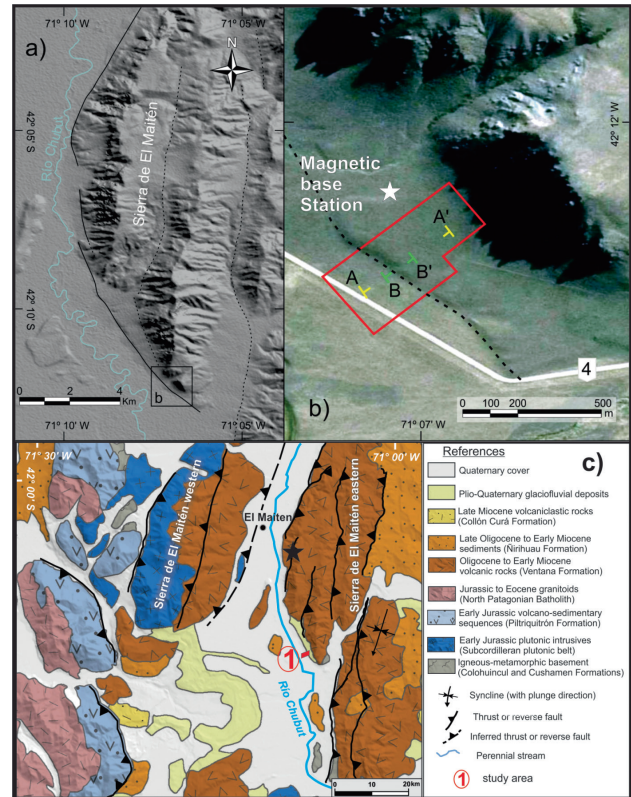 a)
71° 10' W
71° 05' W
N
42° 05' S
42° 10' S
Río Chubut
Sierra de El Maitén
0 2 4
Km
b
71° 10' W
71° 05' W
42° 12' S
Magnetic
base
Station
A'
B'
A
B
4
b)
0 100 200 500
m
71° 07' W
71° 30' W
42° 00' S
71° 00' W
Sierra de El Maitén western
El Maiten
Sierra de El Maitén eastern
1
Río Chubut
0 10 20km
c)
References
Quaternary cover
Plio-Quaternary glaciofluvial deposits
Late Miocene volcaniclastic rocks
(Collón Curá Formation)
Late Oligocene to Early Miocene
sediments (Ñirihuau Formation)
Oligocene to Early Miocene
volcanic rocks (Ventana Formation)
Jurassic to Eocene granitoids
(North Patagonian Batholith)
Early Jurassic volcano-sedimentary
sequences (Piltriquitrón Formation)
Early Jurassic plutonic intrusives
(Subcordilleran plutonic belt)
Igneous-metamorphic basement
(Colohuincul and Cushamen Formations)
Syncline (with plunge direction)
Thrust or reverse fault
Inferred thrust or reverse fault
Perennial stream
1 study area